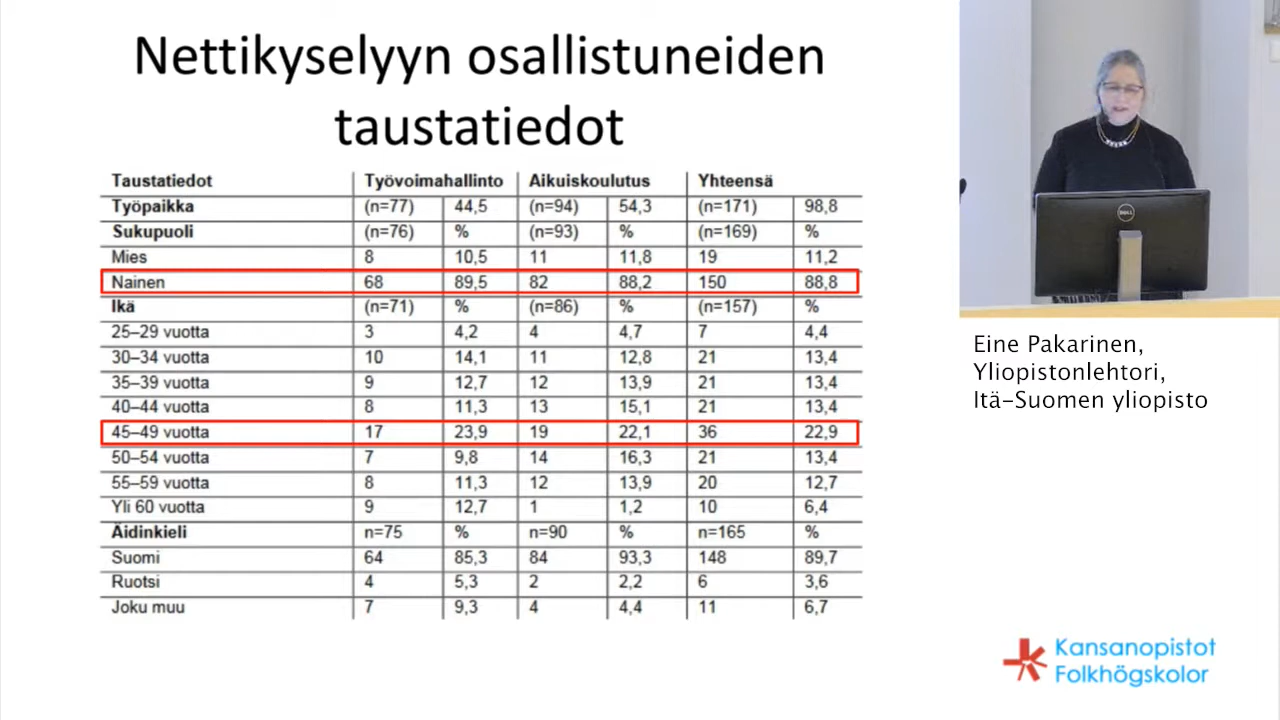 Nettikyselyyn osallistuneiden
taustatiedot
Taustatiedot Työvoimahallinto Aikuiskoulutus Yhteensä
Työpaikka (n=77) 44,5 (n=94) 54,3 (n=171) 98,8
Sukupuoli (n=76) % (n=93) % (n=169) %
Mies 8 10,5 11 11,8 19 11,2
Nainen 68 89,5 82 88,2 150 88,8
Ikä (n=71) % (n=86) % (n=157) %
25–29 vuotta 3 4,2 4 4,7 7 4,4
30–34 vuotta 10 14,1 11 12,8 21 13,4
35–39 vuotta 9 12,7 12 13,9 21 13,4
40–44 vuotta 8 11,3 13 15,1 21 13,4
45–49 vuotta 17 23,9 19 22,1 36 22,9
50–54 vuotta 7 9,8 14 16,3 21 13,4
55–59 vuotta 8 11,3 12 13,9 20 12,7
Yli 60 vuotta 9 12,7 1 1,2 10 6,4
Äidinkieli n=75 % n=90 % n=165 %
Suomi 64 85,3 84 93,3 148 89,7
Ruotsi 4 5,3 2 2,2 6 3,6
Joku muu 7 9,3 4 4,4 11 6,7
DELL
Eine Pakarinen,
Yliopistonlehtori,
Itä-Suomen yliopisto
Kansanopistot
Folkhögskolor